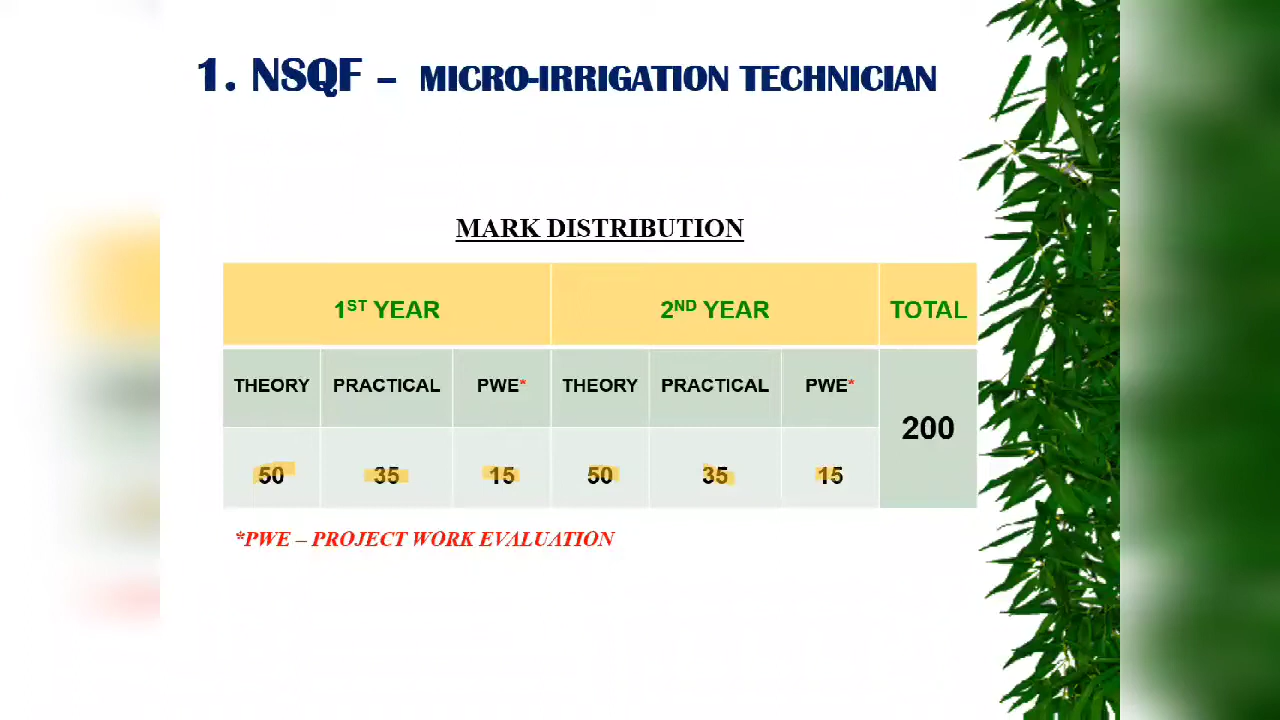 1. NSQF – MICRO-IRRIGATION TECHNICIAN
MARK DISTRIBUTION
1ST YEAR 2ND YEAR TOTAL
THEORY PRACTICAL PWE* THEORY PRACTICAL PWE*
200
50 35 15 50 35 15
*PWE – PROJECT WORK EVALUATION